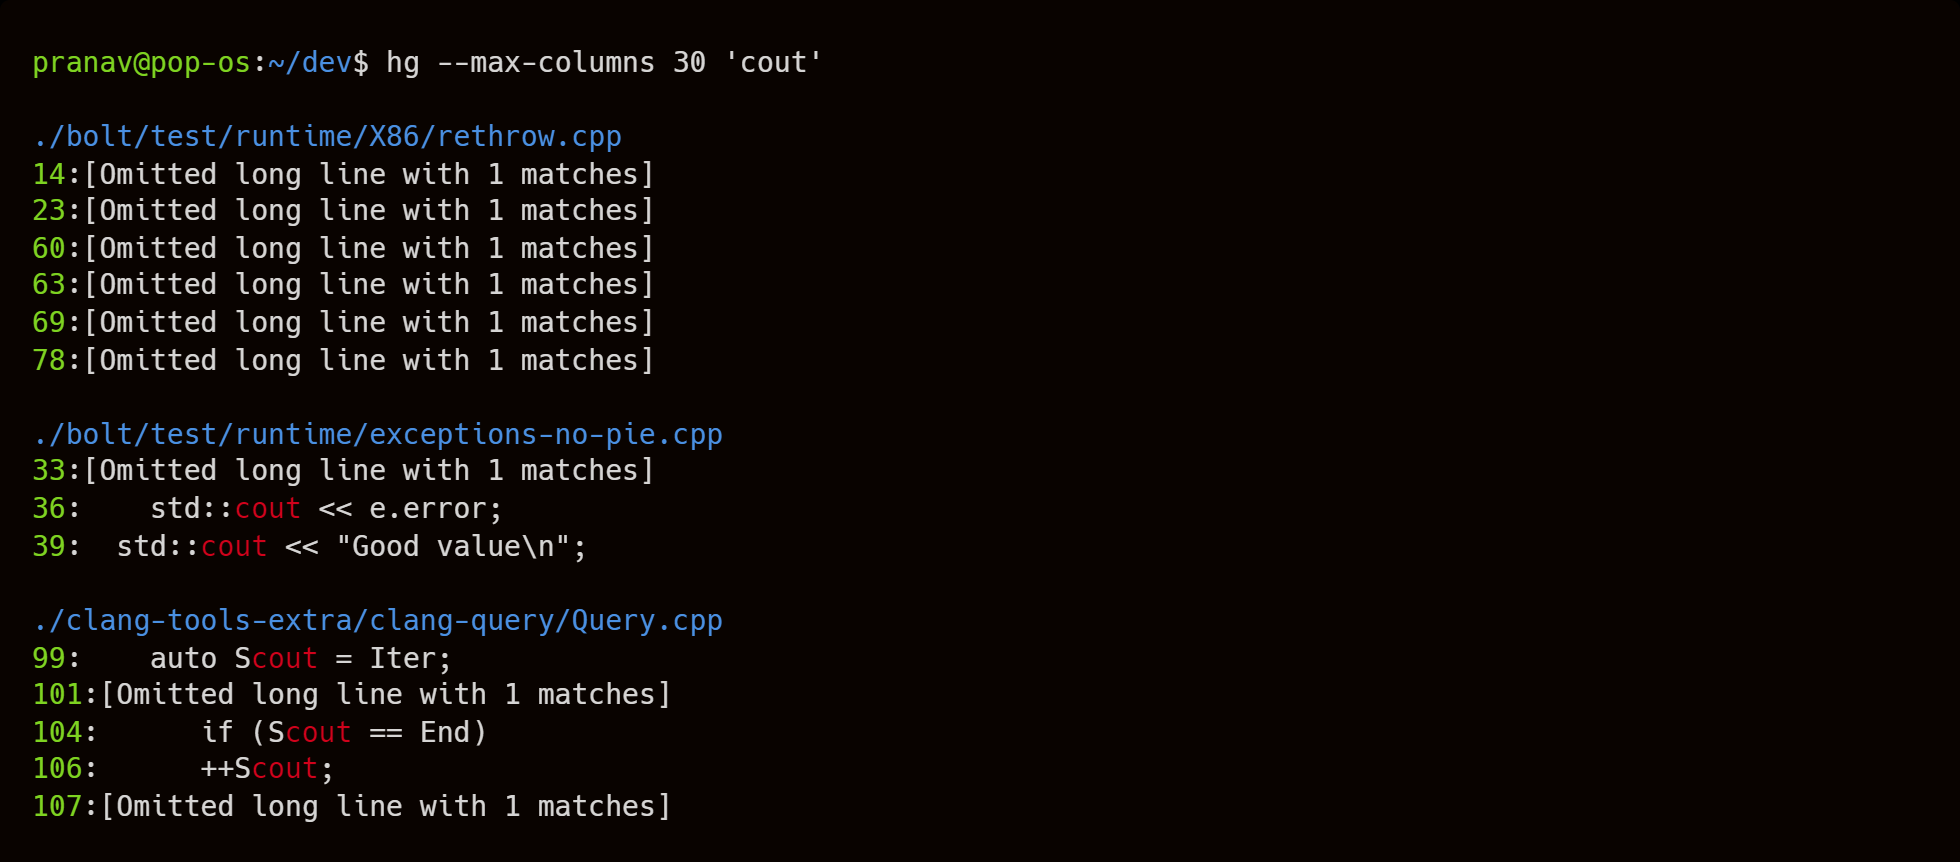 pranav@pop-os:~/dev$ hg --max-columns 30 'cout'
./bolt/test/runtime/X86/rethrow.cpp
14:[Omitted long line with 1 matches]
23:[Omitted long line with 1 matches]
60:[Omitted long line with 1 matches]
63:[Omitted long line with 1 matches]
69:[Omitted long line with 1 matches]
78:[Omitted long line with 1 matches]
./bolt/test/runtime/exceptions-no-pie.cpp
33:[Omitted long line with 1 matches]
36:    std::cout << e.error;
39:  std::cout << "Good value\n";
./clang-tools-extra/clang-query/Query.cpp
99:    auto Scout = Iter;
101:[Omitted long line with 1 matches]
104:      if (Scout == End)
106:      ++Scout;
107:[Omitted long line with 1 matches]